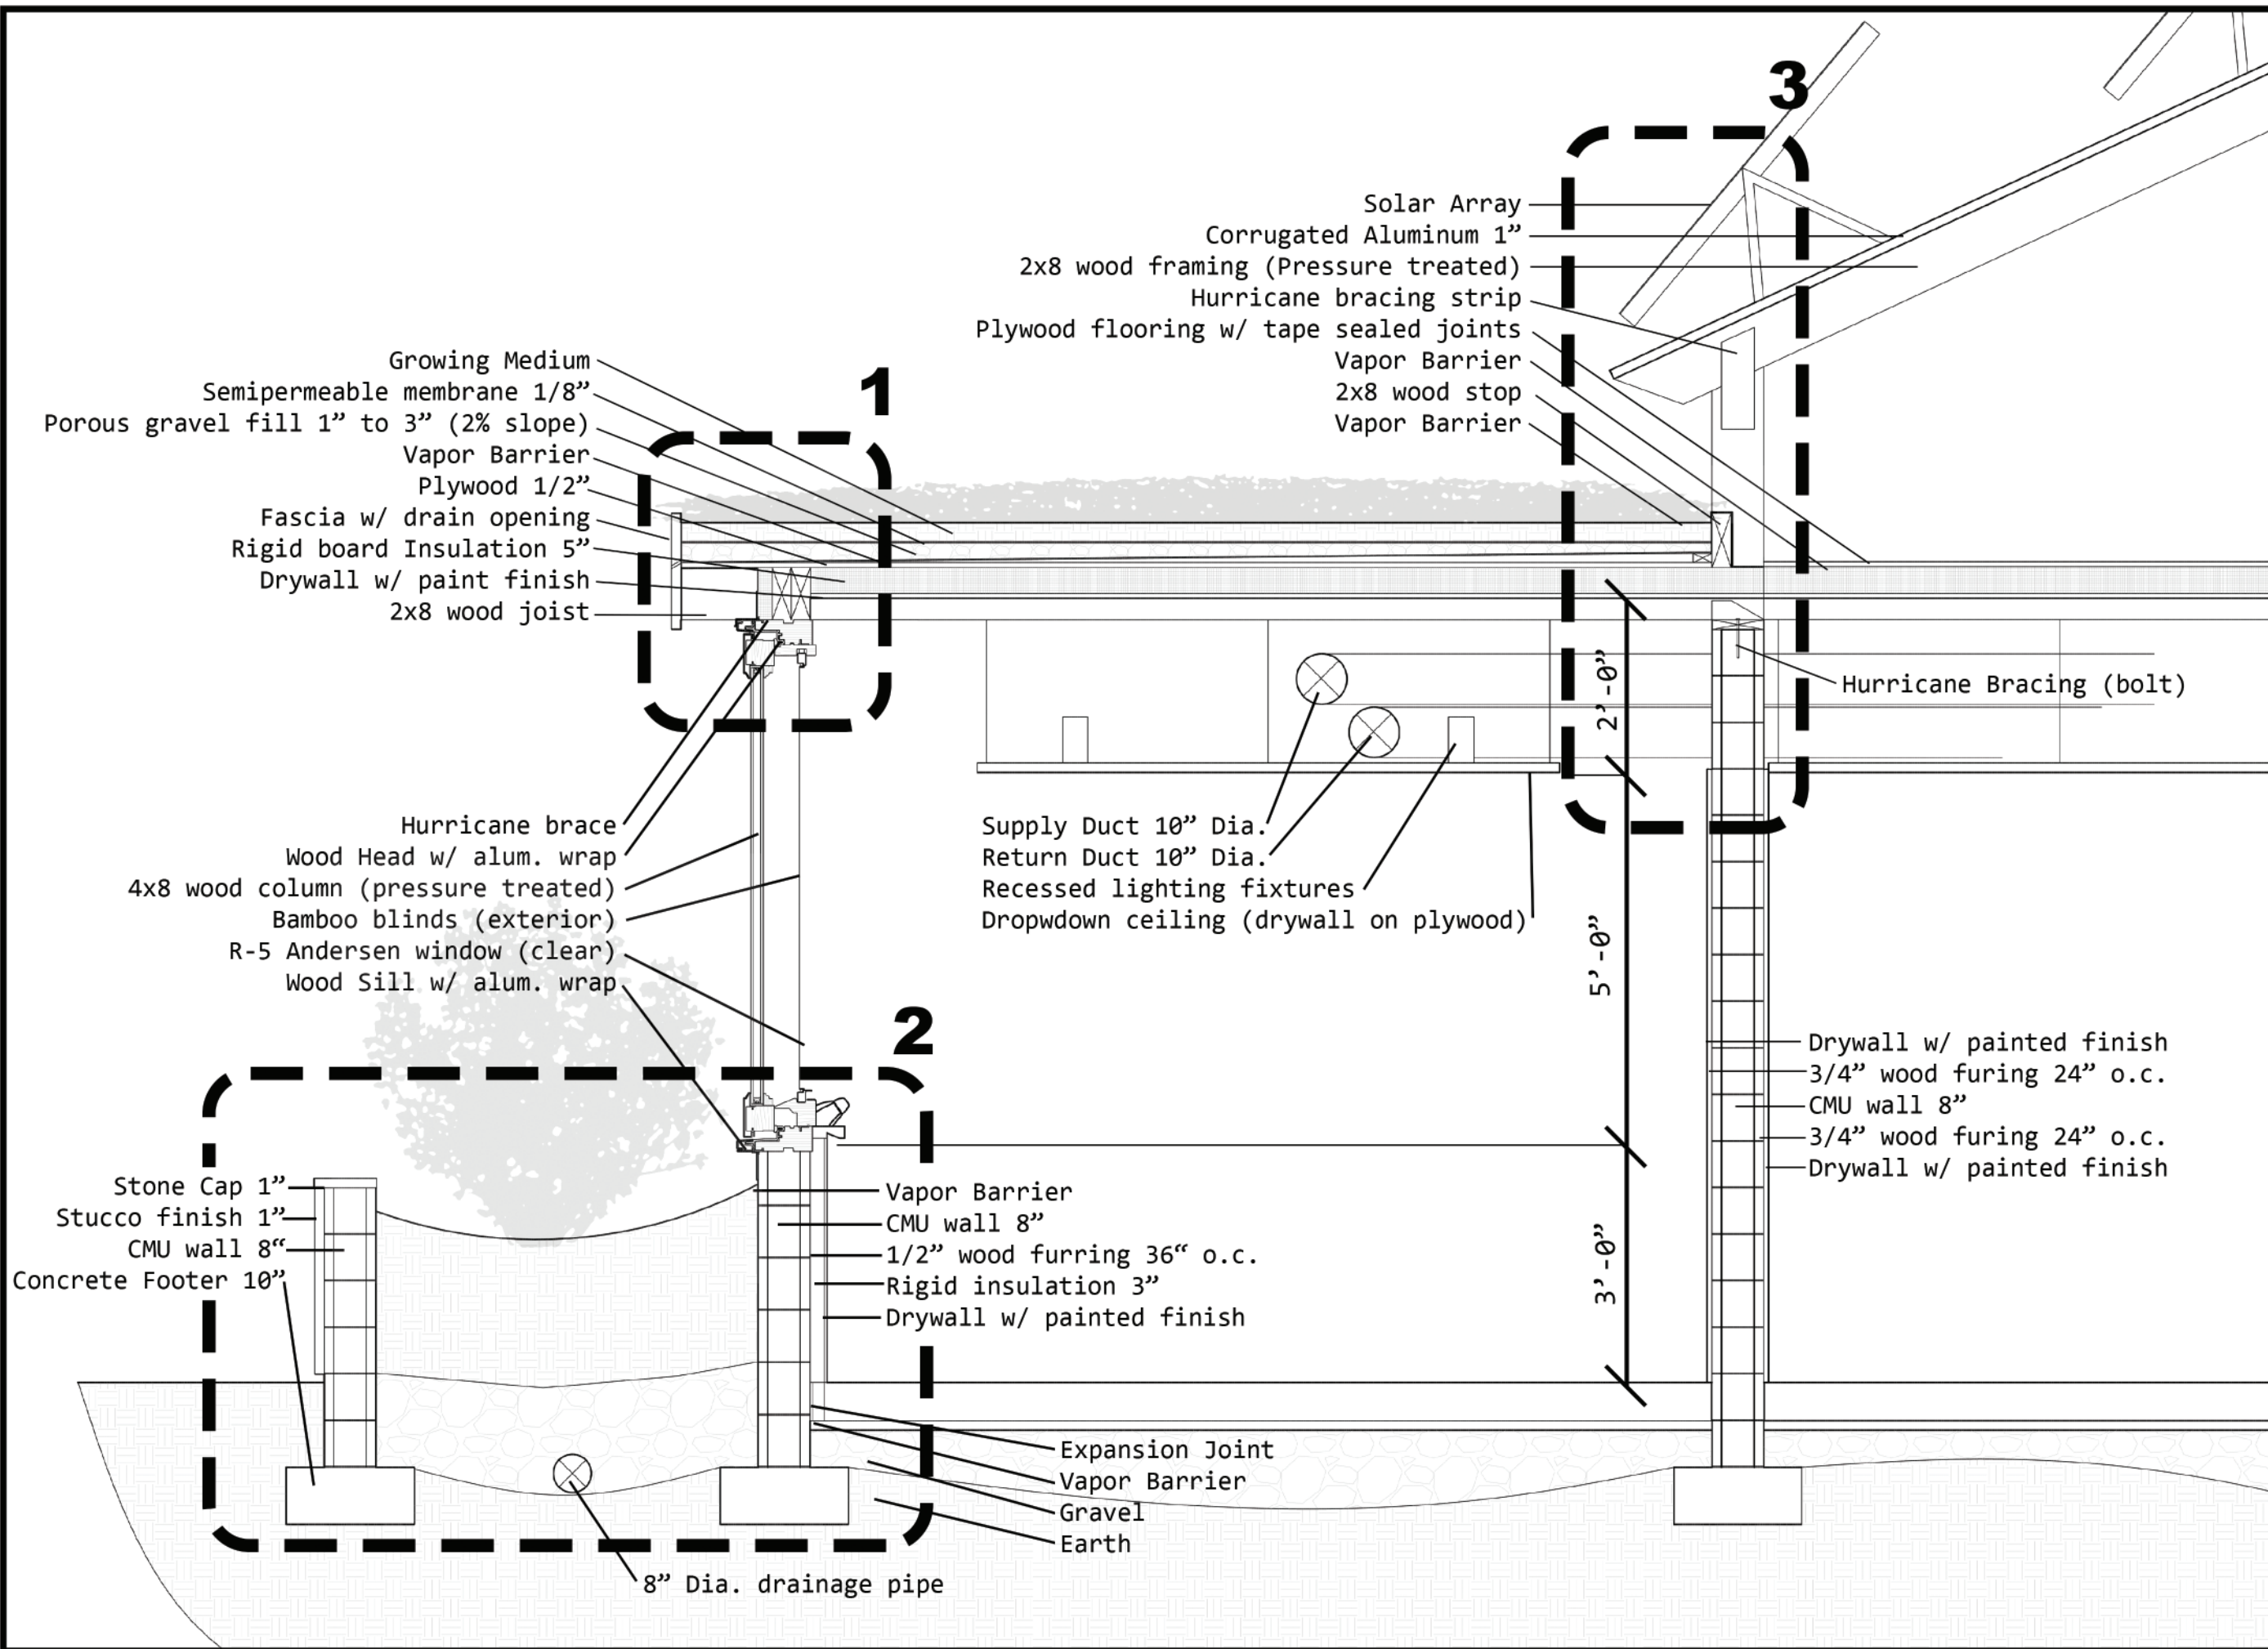 3
Solar Array
Corrugated Aluminum 1”
2x8 wood framing (Pressure treated)
Hurricane bracing strip
Plywood flooring w/ tape sealed joints
Vapor Barrier
2x8 wood stop
Vapor Barrier
1
Growing Medium
Semipermeable membrane 1/8”
Porous gravel fill 1” to 3” (2% slope)
Vapor Barrier
Plywood 1/2”
Fascia w/ drain opening
Rigid board Insulation 5”
Drywall w/ paint finish
2x8 wood joist
2’-0”
Hurricane Bracing (bolt)
Hurricane brace
Wood Head w/ alum. wrap
4x8 wood column (pressure treated)
Bamboo blinds (exterior)
R-5 Andersen window (clear)
Wood Sill w/ alum. wrap
Supply Duct 10” Dia.
Return Duct 10” Dia.
Recessed lighting fixtures
Dropwdown ceiling (drywall on plywood)
5’-0”
2
Drywall w/ painted finish
3/4” wood furing 24” o.c.
CMU wall 8”
3/4” wood furing 24” o.c.
Drywall w/ painted finish
Stone Cap 1”
Stucco finish 1”
CMU wall 8“
Concrete Footer 10”
Vapor Barrier
CMU wall 8”
1/2” wood furring 36“ o.c.
Rigid insulation 3”
Drywall w/ painted finish
3’-0”
Expansion Joint
Vapor Barrier
Gravel
Earth
8” Dia. drainage pipe